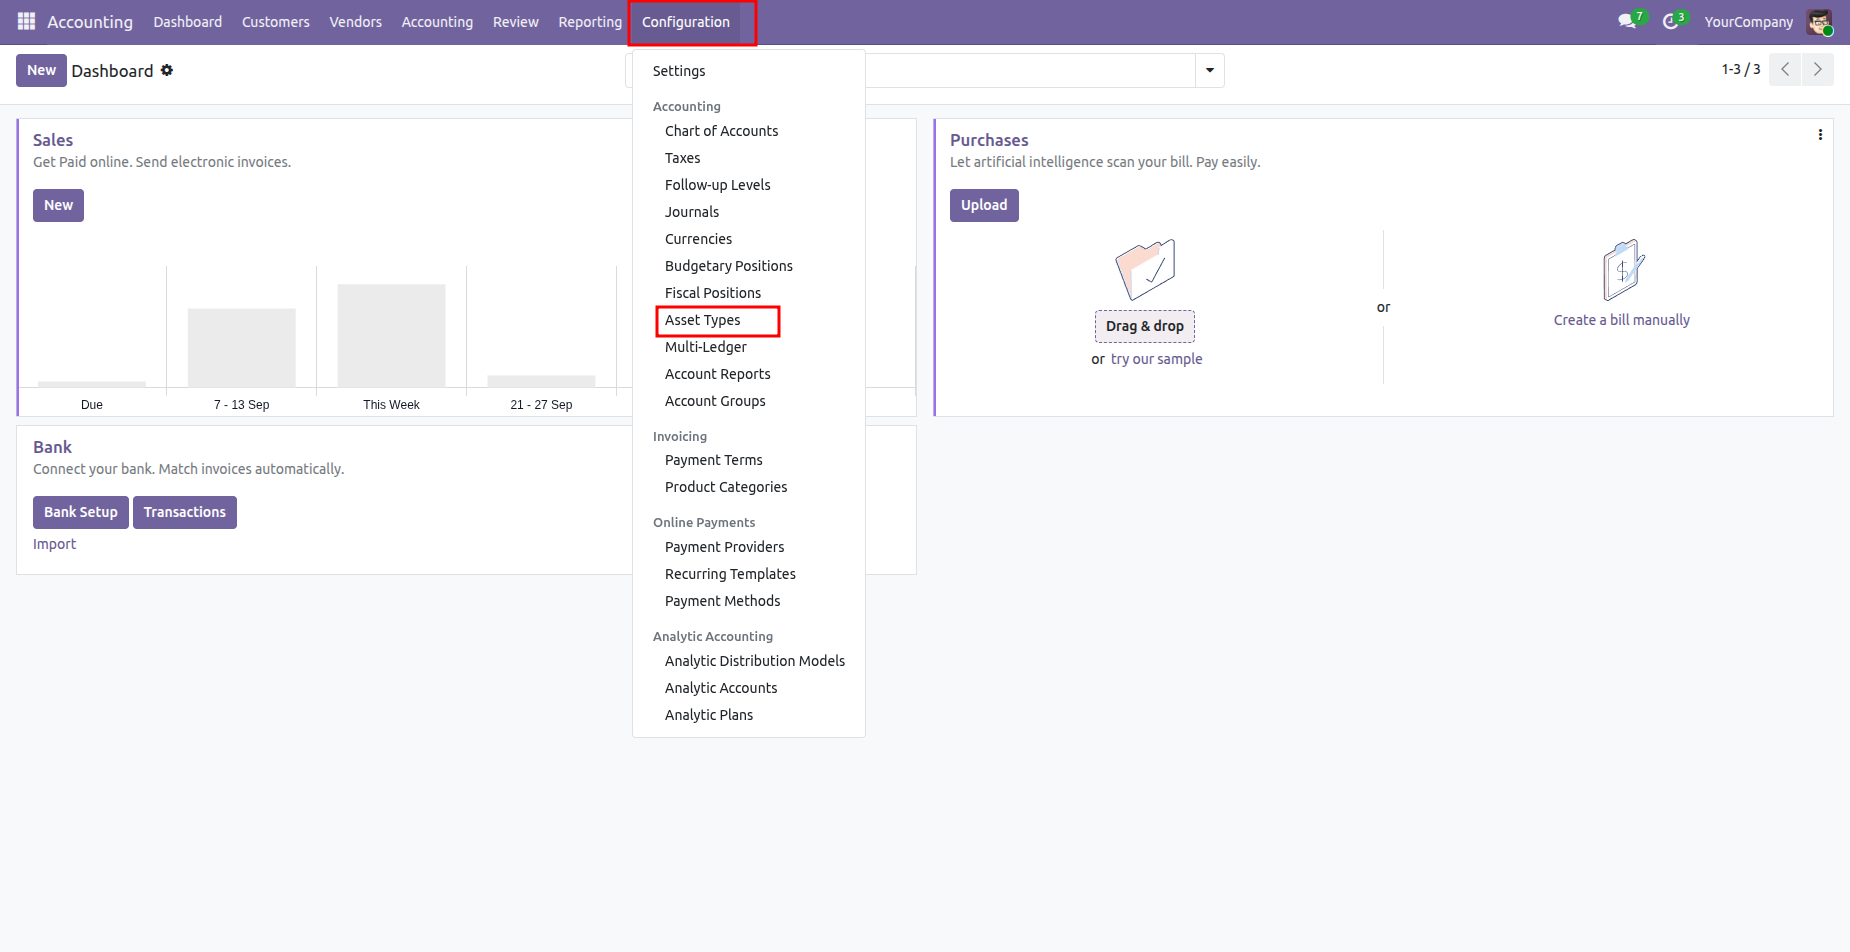 Accounting Dashboard Customers Vendors Accounting Review Reporting Configuration 7 3 YourCompany
New Dashboard 1-3 / 3
Settings
Accounting
Chart of Accounts
Taxes
Follow-up Levels
Journals
Currencies
Budgetary Positions
Fiscal Positions
Asset Types
Multi-Ledger
Account Reports
Account Groups
Invoicing
Payment Terms
Product Categories
Online Payments
Payment Providers
Recurring Templates
Payment Methods
Analytic Accounting
Analytic Distribution Models
Analytic Accounts
Analytic Plans
Sales
Get Paid online. Send electronic invoices.
New
Due 7 - 13 Sep This Week 21 - 27 Sep
Purchases
Let artificial intelligence scan your bill. Pay easily.
Upload
Drag & drop
or try our sample
or
$
Create a bill manually
Bank
Connect your bank. Match invoices automatically.
Bank Setup Transactions
Import